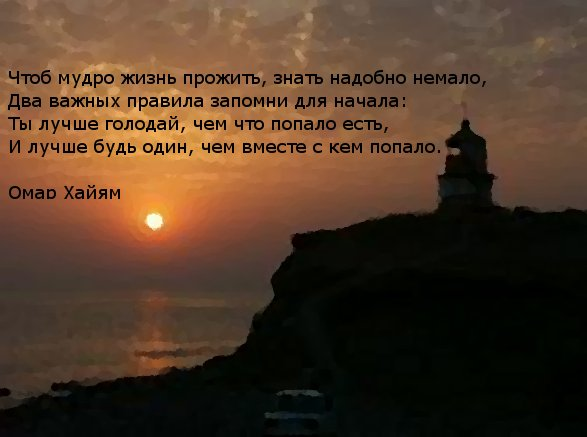 Чтоб мудро жизнь прожить, знать надобно немало,
Два важных правила запомни для начала:
Ты лучше голодай, чем что попало есть,
И лучше будь один, чем вместе с кем попало.
Омар Хайям